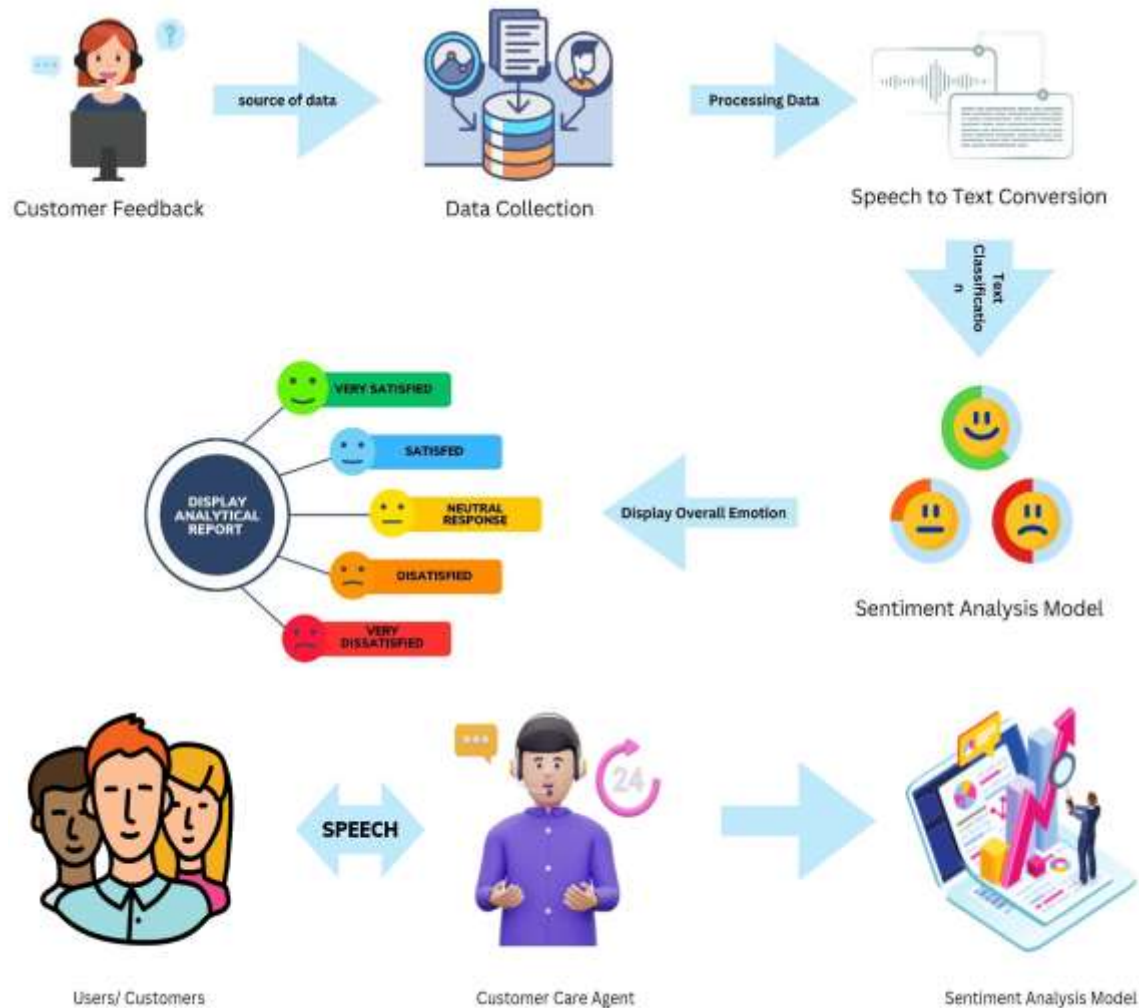 ?
...
source of data
Processing Data
Customer Feedback
Data Collection
Speech to Text Conversion
Text
Classificatio
n
VERY SATISFIED
SATISFED
DISPLAY
ANALYTICAL
REPORT
NEUTRAL
RESPONSE
Display Overall Emotion
DISATISFIED
VERY
DISSATISFIED
Sentiment Analysis Model
...
24
SPEECH
Users/ Customers
Customer Care Agent
Sentiment Analysis Model